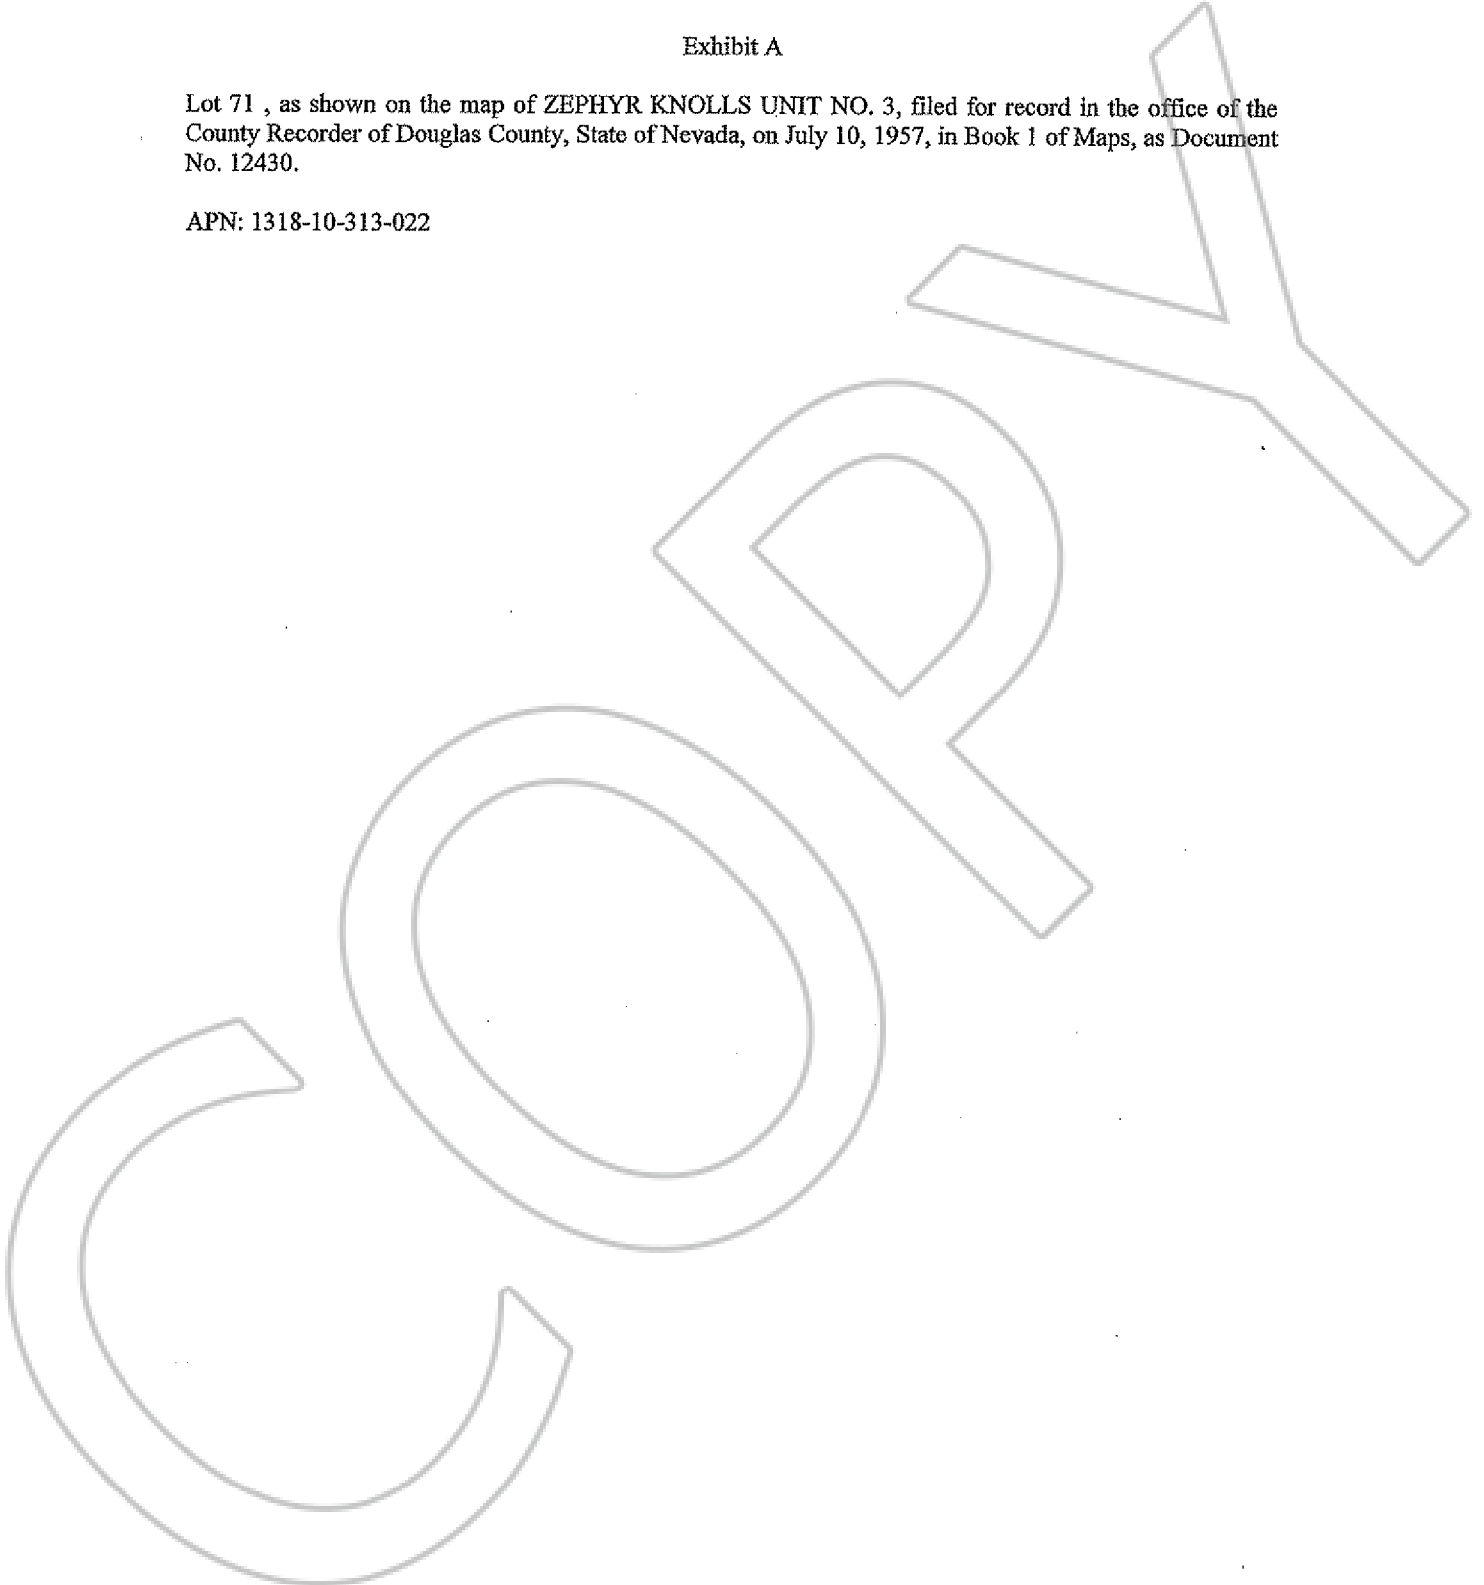 Exhibit A
Lot 71 , as shown on the map of ZEPHYR KNOLLS UNIT NO. 3, filed for record in the office of the
County Recorder of Douglas County, State of Nevada, on July 10, 1957, in Book 1 of Maps, as Document
No. 12430.
APN: 1318-10-313-022
COPY